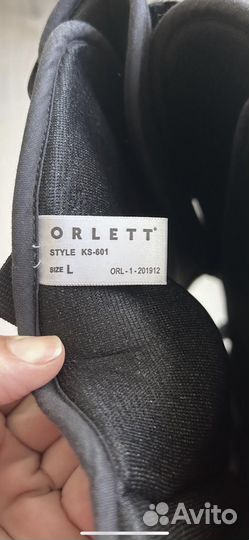 ORLETT®
STYLE KS-601
SIZE L ORL-1-201912
Avito